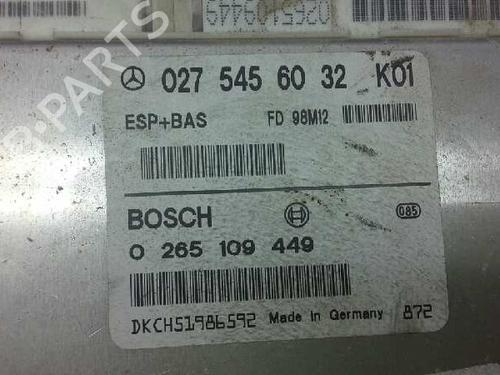 0265109449
027 545 60 32 K01
ESP+BAS FD 98M12
BOSCH 085
0 265 109 449
DKCH51986592 Made in Germany 872